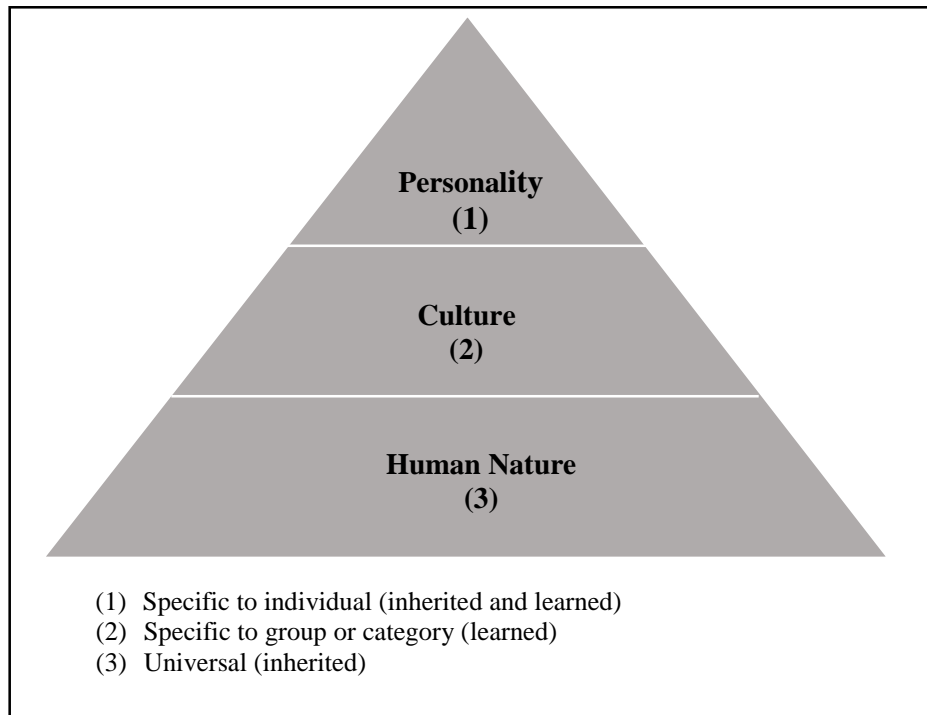 Personality
(1)
Culture
(2)
Human Nature
(3)
(1) Specific to individual (inherited and learned)
(2) Specific to group or category (learned)
(3) Universal (inherited)